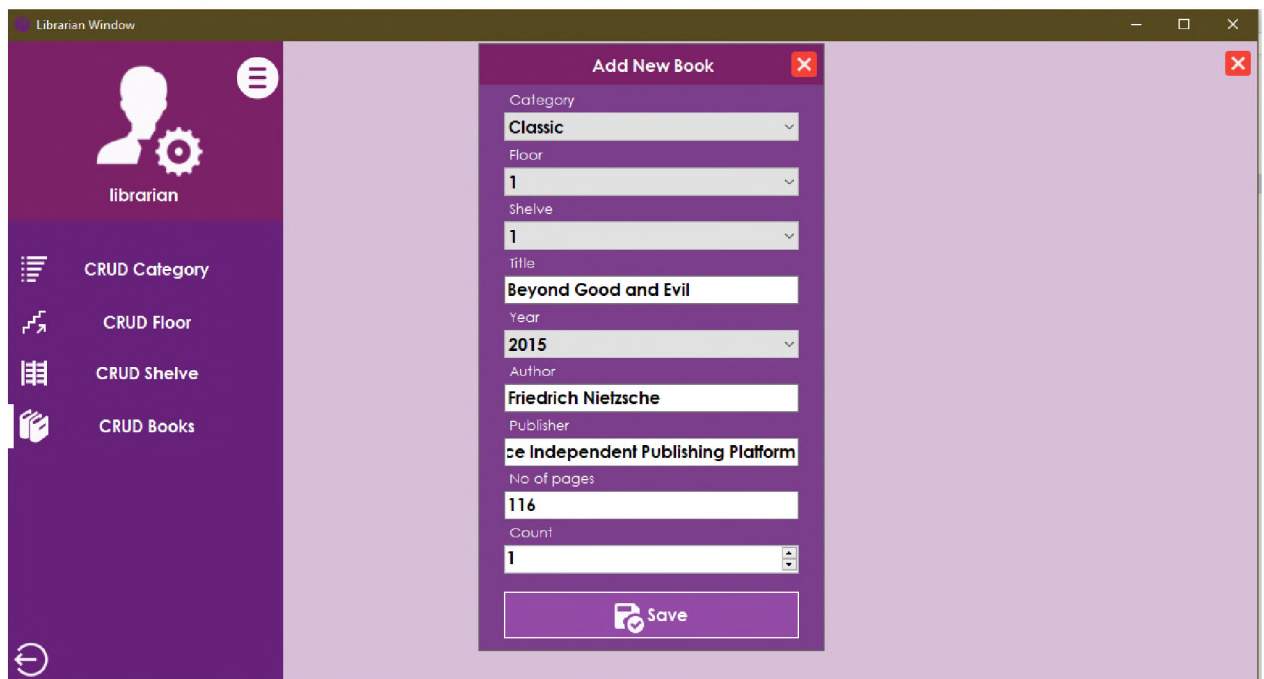 Librarian Window
librarian
CRUD Category
CRUD Floor
CRUD Shelve
CRUD Books
Add New Book
Category
Classic
Floor
1
Shelve
1
Title
Beyond Good and Evil
Year
2015
Author
Friedrich Nietzsche
Publisher
ce Independent Publishing Platform
No of pages
116
Count
1
Save